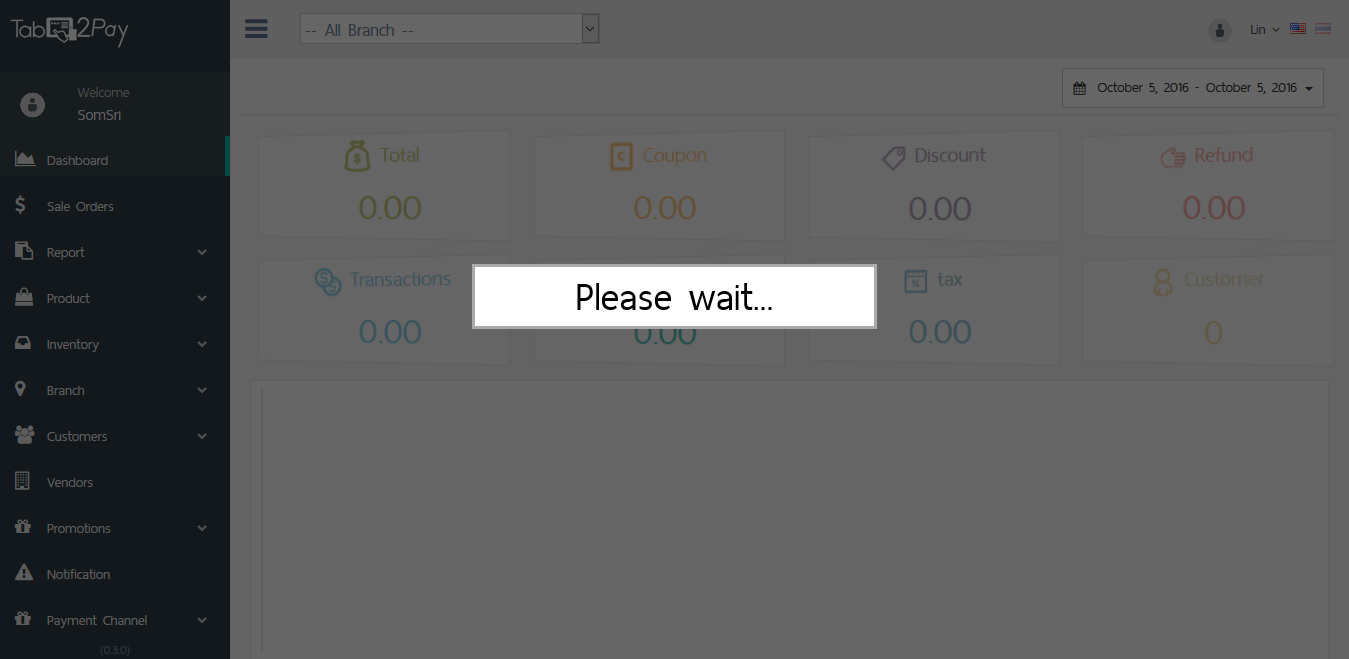 Tab2Pay
-- All Branch --
Lin
Welcome
SomSri
October 5, 2016 - October 5, 2016
Dashboard
Sale Orders
Report
Product
Inventory
Branch
Customers
Vendors
Promotions
Notification
Payment Channel
(0.3.0)
Total
0.00
Coupon
0.00
Discount
0.00
Refund
0.00
Transactions
0.00
0.00
tax
0.00
Customer
0
Please wait...